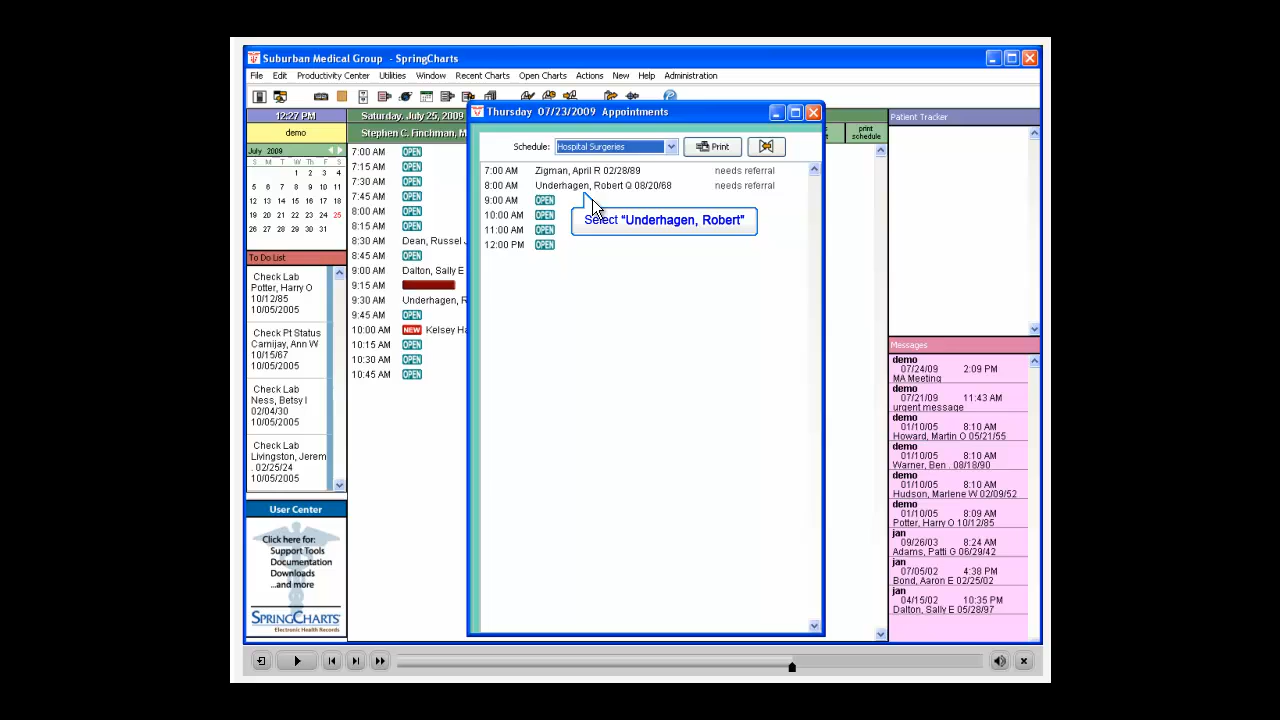 Suburban Medical Group - SpringCharts
File Edit Productivity Center Utilities Window Recent Charts Open Charts Actions New Help Administration
12:27 PM
demo
July 2009
S M T W Th F S
1 2 3 4
5 6 7 8 9 10 11
12 13 14 15 16 17 18
19 20 21 22 23 24 25
26 27 28 29 30 31
To Do List
Check Lab
Potter, Harry O
10/12/85
10/05/2005
Check Pt Status
Carnijay, Ann W
10/15/67
10/05/2005
Check Lab
Ness, Betsy I
02/04/30
10/05/2005
Check Lab
Livingston, Jerem
. 02/25/24
10/05/2005
User Center
Click here for:
Support Tools
Documentation
Downloads
...and more
SPRINGCHARTS
Electronic Health Records
Saturday. July 25, 2009
Stephen C. Finchman, M
7:00 AM OPEN
7:15 AM OPEN
7:30 AM OPEN
7:45 AM OPEN
8:00 AM OPEN
8:15 AM OPEN
8:30 AM Dean, Russel
8:45 AM OPEN
9:00 AM Dalton, Sally E
9:15 AM
9:30 AM Underhagen, R
9:45 AM OPEN
10:00 AM NEW Kelsey Ha
10:15 AM OPEN
10:30 AM OPEN
10:45 AM OPEN
Thursday 07/23/2009 Appointments
Schedule: Hospital Surgeries Print
7:00 AM Zigman, April R 02/28/89 needs referral
8:00 AM Underhagen, Robert Q 08/20/68 needs referral
9:00 AM OPEN
10:00 AM OPEN
11:00 AM OPEN
12:00 PM OPEN
Select “Underhagen, Robert”
print
schedule
Patient Tracker
Messages
demo
07/24/09 2:09 PM
MA Meeting
demo
07/21/09 11:43 AM
urgent message
demo
01/10/05 8:10 AM
Howard, Martin O 05/21/55
demo
01/10/05 8:10 AM
Warner, Ben . 08/18/90
demo
01/10/05 8:10 AM
Hudson, Marlene W 02/09/52
demo
01/10/05 8:09 AM
Potter, Harry O 10/12/85
jan
09/26/03 8:24 AM
Adams, Patti G 06/29/42
jan
07/05/02 4:38 PM
Bond, Aaron E 02/25/02
jan
04/15/02 10:35 PM
Dalton, Sally E 05/28/97